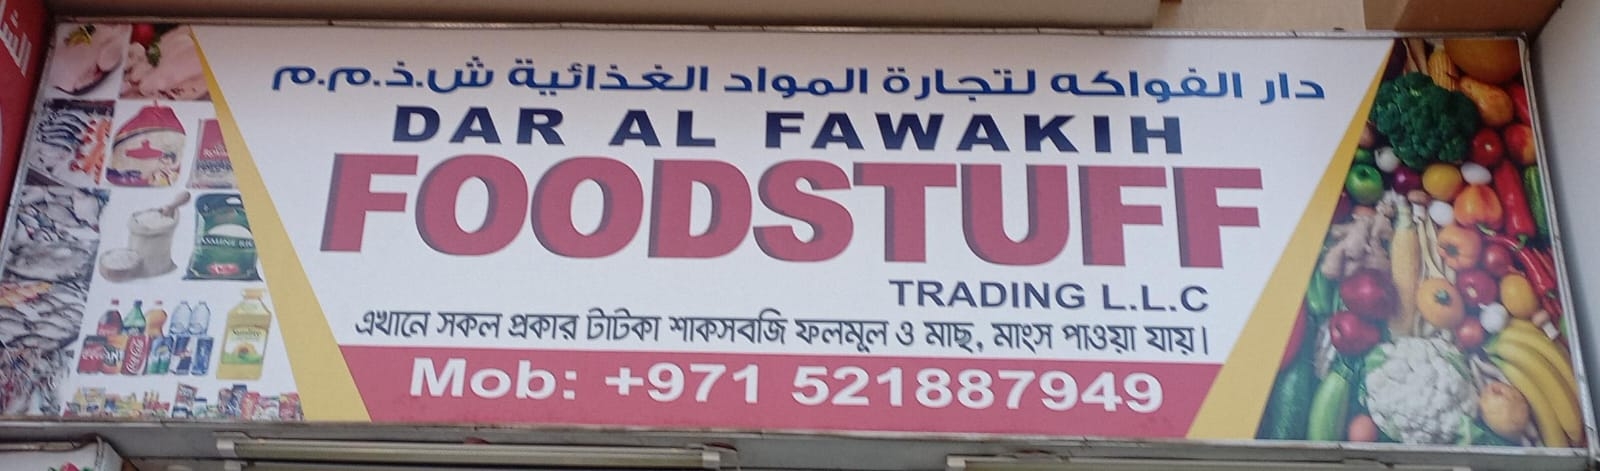 دار الفواكه لتجارة المواد الغذائية ش.ذ.م.م
DAR AL FAWAKIH
FOODSTUFF
TRADING L.L.C
এখানে সকল প্রকার টাটকা শাকসবজি ফলমূল ও মাছ, মাংস পাওয়া যায়।
Mob: +971 521887949